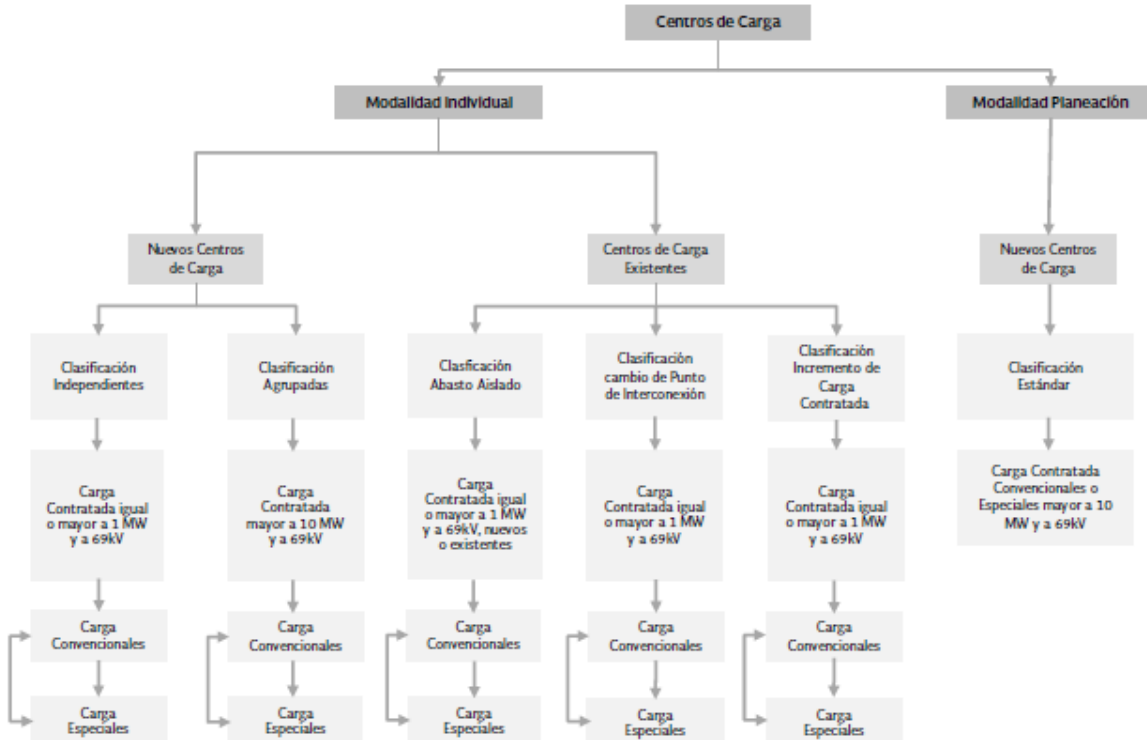 Centros de Carga
Modalidad Individual
Modalidad Planeación
Nuevos Centros
de Carga
Centros de Carga
Existentes
Nuevos Centros
de Carga
Clasificación
Independientes
Clasificación
Agrupadas
Clasficación
Abasto Aislado
Clasificación
cambio de Punto
de Interconexión
Clasificación
Incremento de
Carga
Contratada
Clasificación
Estándar
Carga
Contratada igual
o mayor a 1 MW
y a 69kV
Carga
Contratada
mayor a 10 MW
y a 69kV
Carga
Contratada igual
o mayor a 1 MW
y a 69kV, nuevos
o existentes
Carga
Contratada igual
o mayor a 1 MW
y a 69kV
Carga
Contratada igual
o mayor a 1 MW
y a 69kV
Carga Contratada
Convencionales o
Especiales mayor a 10
MW y a 69kV
Carga
Convencionales
Carga
Convencionales
Carga
Convencionales
Carga
Convencionales
Carga
Convencionales
Carga
Especiales
Carga
Especiales
Carga
Especiales
Carga
Especiales
Carga
Especiales